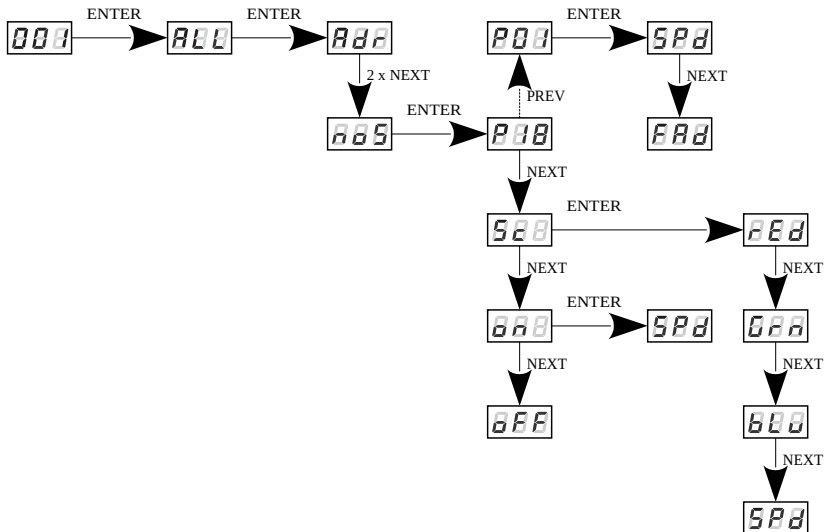 ENTER ENTER ENTER
001 ALL Adr P01 SPd
2 x NEXT NEXT
PREV
ENTER
noS P18 FAd
NEXT
ENTER
Sc rEd
NEXT NEXT
ENTER
on SPd Grn
NEXT NEXT
oFF bLu
NEXT
SPd